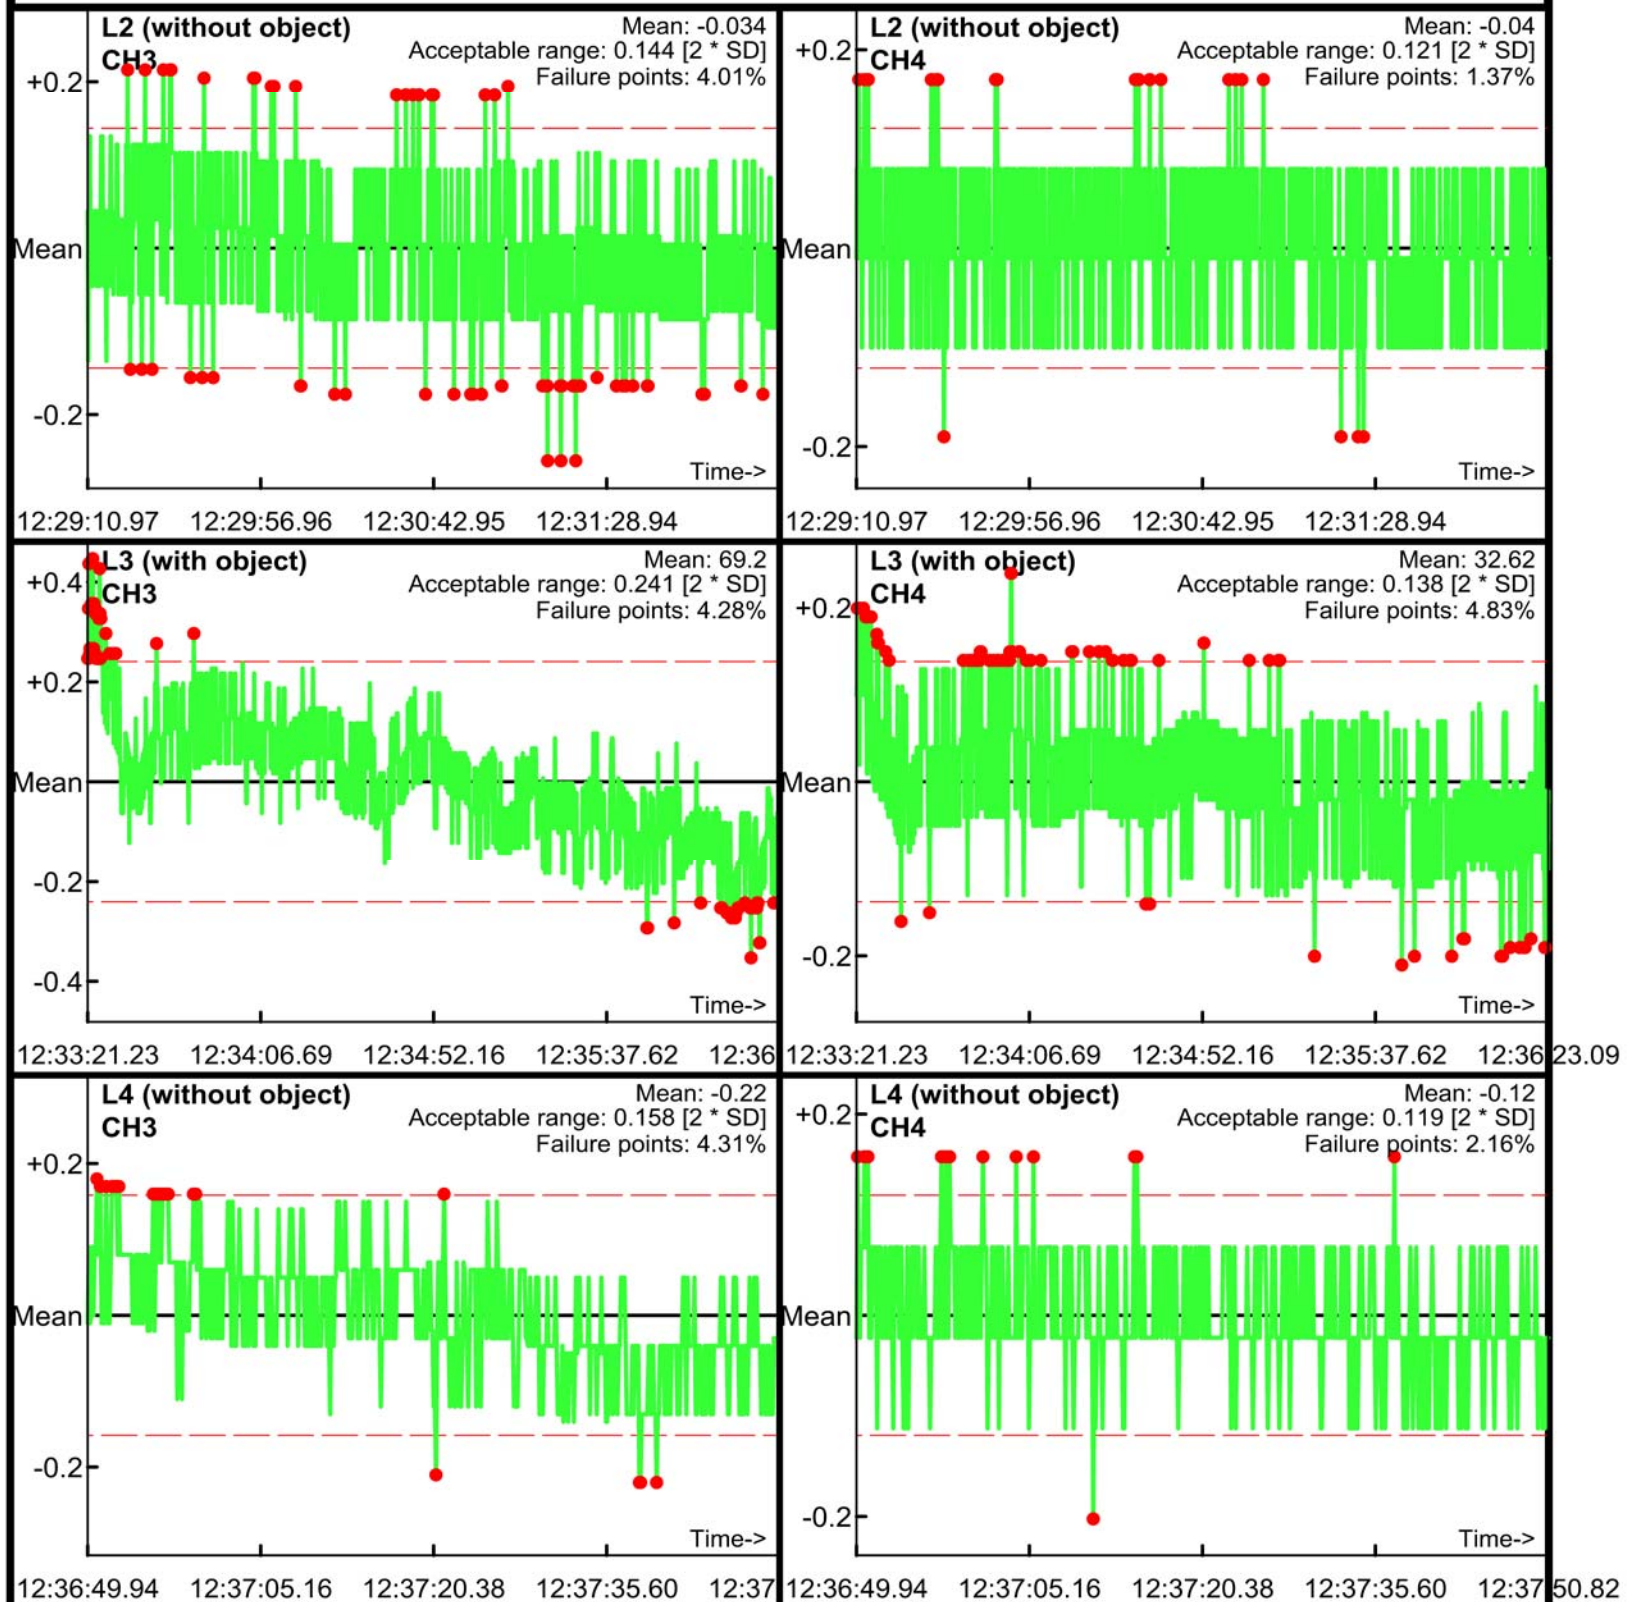 L2 (without object)
CH3
Mean: -0.034
Acceptable range: 0.144 [2 * SD]
Failure points: 4.01%
+0.2
Mean
-0.2
Time->
12:29:10.97 12:29:56.96 12:30:42.95 12:31:28.94
L2 (without object)
CH4
Mean: -0.04
Acceptable range: 0.121 [2 * SD]
Failure points: 1.37%
+0.2
Mean
-0.2
Time->
12:29:10.97 12:29:56.96 12:30:42.95 12:31:28.94
L3 (with object)
CH3
Mean: 69.2
Acceptable range: 0.241 [2 * SD]
Failure points: 4.28%
+0.4
+0.2
Mean
-0.2
-0.4
Time->
12:33:21.23 12:34:06.69 12:34:52.16 12:35:37.62 12:36
L3 (with object)
CH4
Mean: 32.62
Acceptable range: 0.138 [2 * SD]
Failure points: 4.83%
+0.2
Mean
-0.2
Time->
12:33:21.23 12:34:06.69 12:34:52.16 12:35:37.62 12:36:23.09
L4 (without object)
CH3
Mean: -0.22
Acceptable range: 0.158 [2 * SD]
Failure points: 4.31%
+0.2
Mean
-0.2
Time->
12:36:49.94 12:37:05.16 12:37:20.38 12:37:35.60 12:37
L4 (without object)
CH4
Mean: -0.12
Acceptable range: 0.119 [2 * SD]
Failure points: 2.16%
+0.2
Mean
-0.2
Time->
12:36:49.94 12:37:05.16 12:37:20.38 12:37:35.60 12:37:50.82